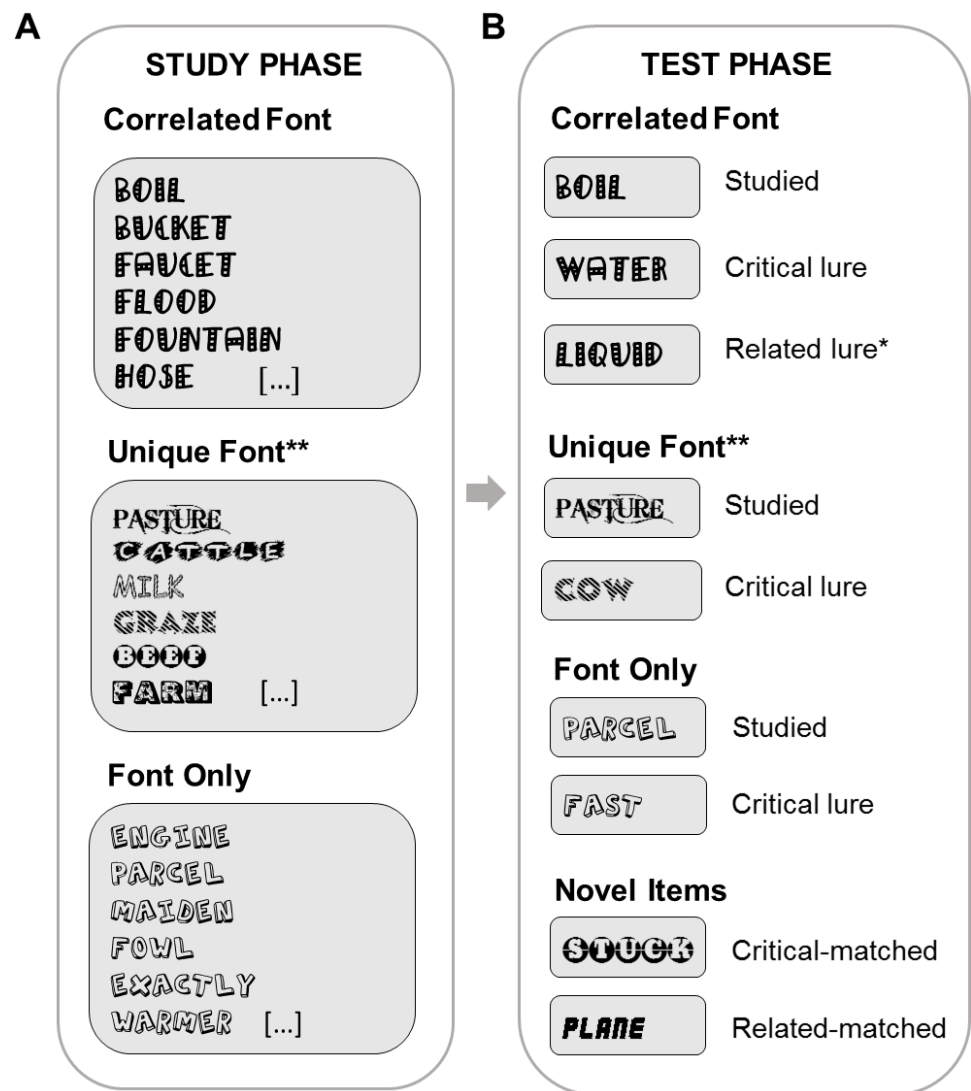 A
STUDY PHASE
Correlated Font
BOIL
BUCKET
FAUCET
FLOOD
FOUNTAIN
HOSE [...]
Unique Font**
PASTURE
CATTLE
MILK
GRAZE
BEEF
FARM [...]
Font Only
ENGINE
PARCEL
MAIDEN
FOWL
EXACTLY
WARMER [...]
B
TEST PHASE
Correlated Font
BOIL Studied
WATER Critical lure
LIQUID Related lure*
Unique Font**
PASTURE Studied
COW Critical lure
Font Only
PARCEL Studied
FAST Critical lure
Novel Items
STUCK Critical-matched
PLANE Related-matched